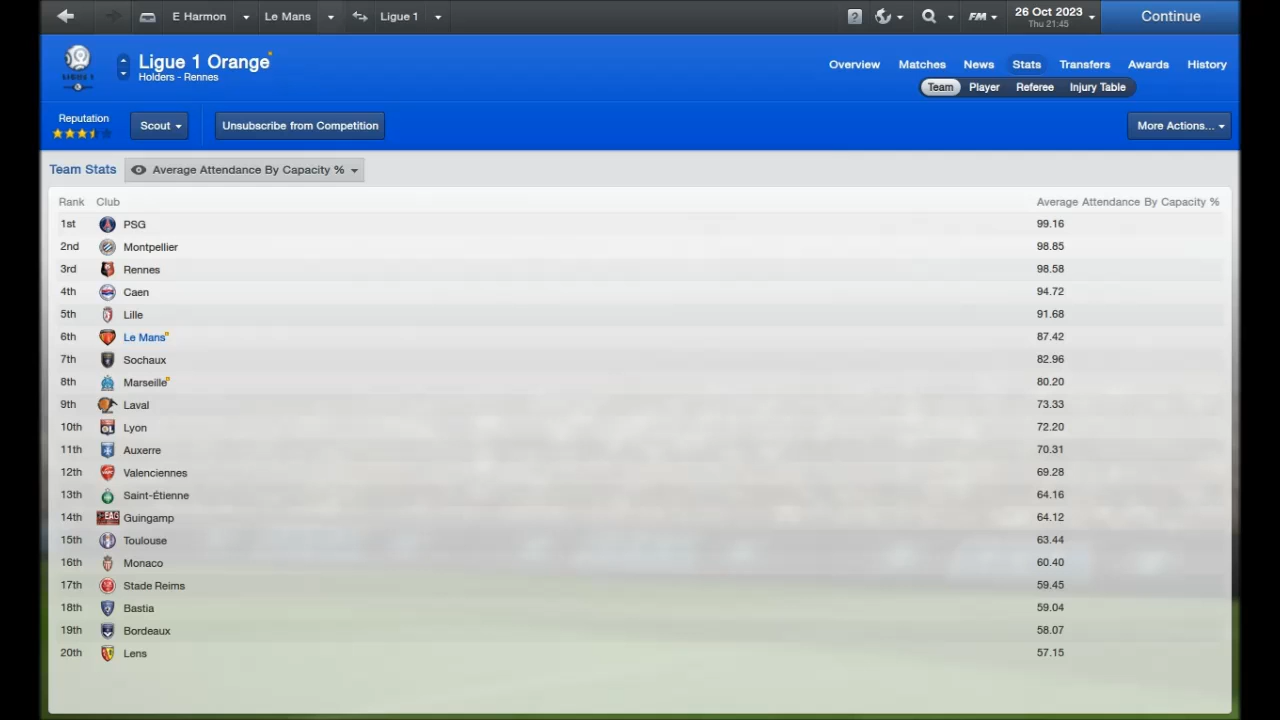 E Harmon Le Mans Ligue 1 ? FM 26 Oct 2023 Continue
Thu 21:45
Ligue 1 Orange
Holders - Rennes
Overview Matches News Stats Transfers Awards History
Team Player Referee Injury Table
Reputation
Scout Unsubscribe from Competition More Actions...
Team Stats Average Attendance By Capacity %
Rank Club Average Attendance By Capacity %
1st PSG 99.16
2nd Montpellier 98.85
3rd Rennes 98.58
4th Caen 94.72
5th Lille 91.68
6th Le Mans 87.42
7th Sochaux 82.96
8th Marseille 80.20
9th Laval 73.33
10th Lyon 72.20
11th Auxerre 70.31
12th Valenciennes 69.28
13th Saint-Étienne 64.16
14th Guingamp 64.12
15th Toulouse 63.44
16th Monaco 60.40
17th Stade Reims 59.45
18th Bastia 59.04
19th Bordeaux 58.07
20th Lens 57.15